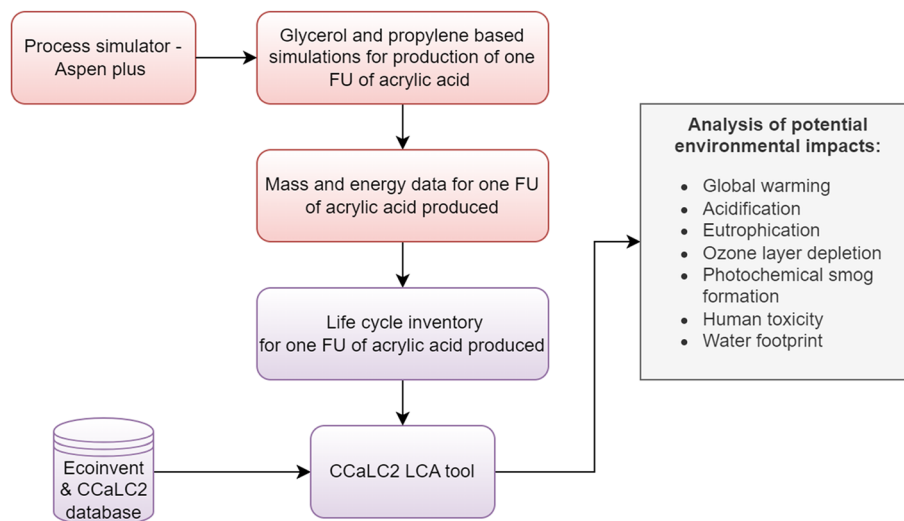 Process simulator -
Aspen plus
Glycerol and propylene based
simulations for production of one
FU of acrylic acid
Mass and energy data for one FU
of acrylic acid produced
Life cycle inventory
for one FU of acrylic acid produced
Ecoinvent
& CCaLC2
database
CCaLC2 LCA tool
Analysis of potential
environmental impacts:
• Global warming
• Acidification
• Eutrophication
• Ozone layer depletion
• Photochemical smog
formation
• Human toxicity
• Water footprint